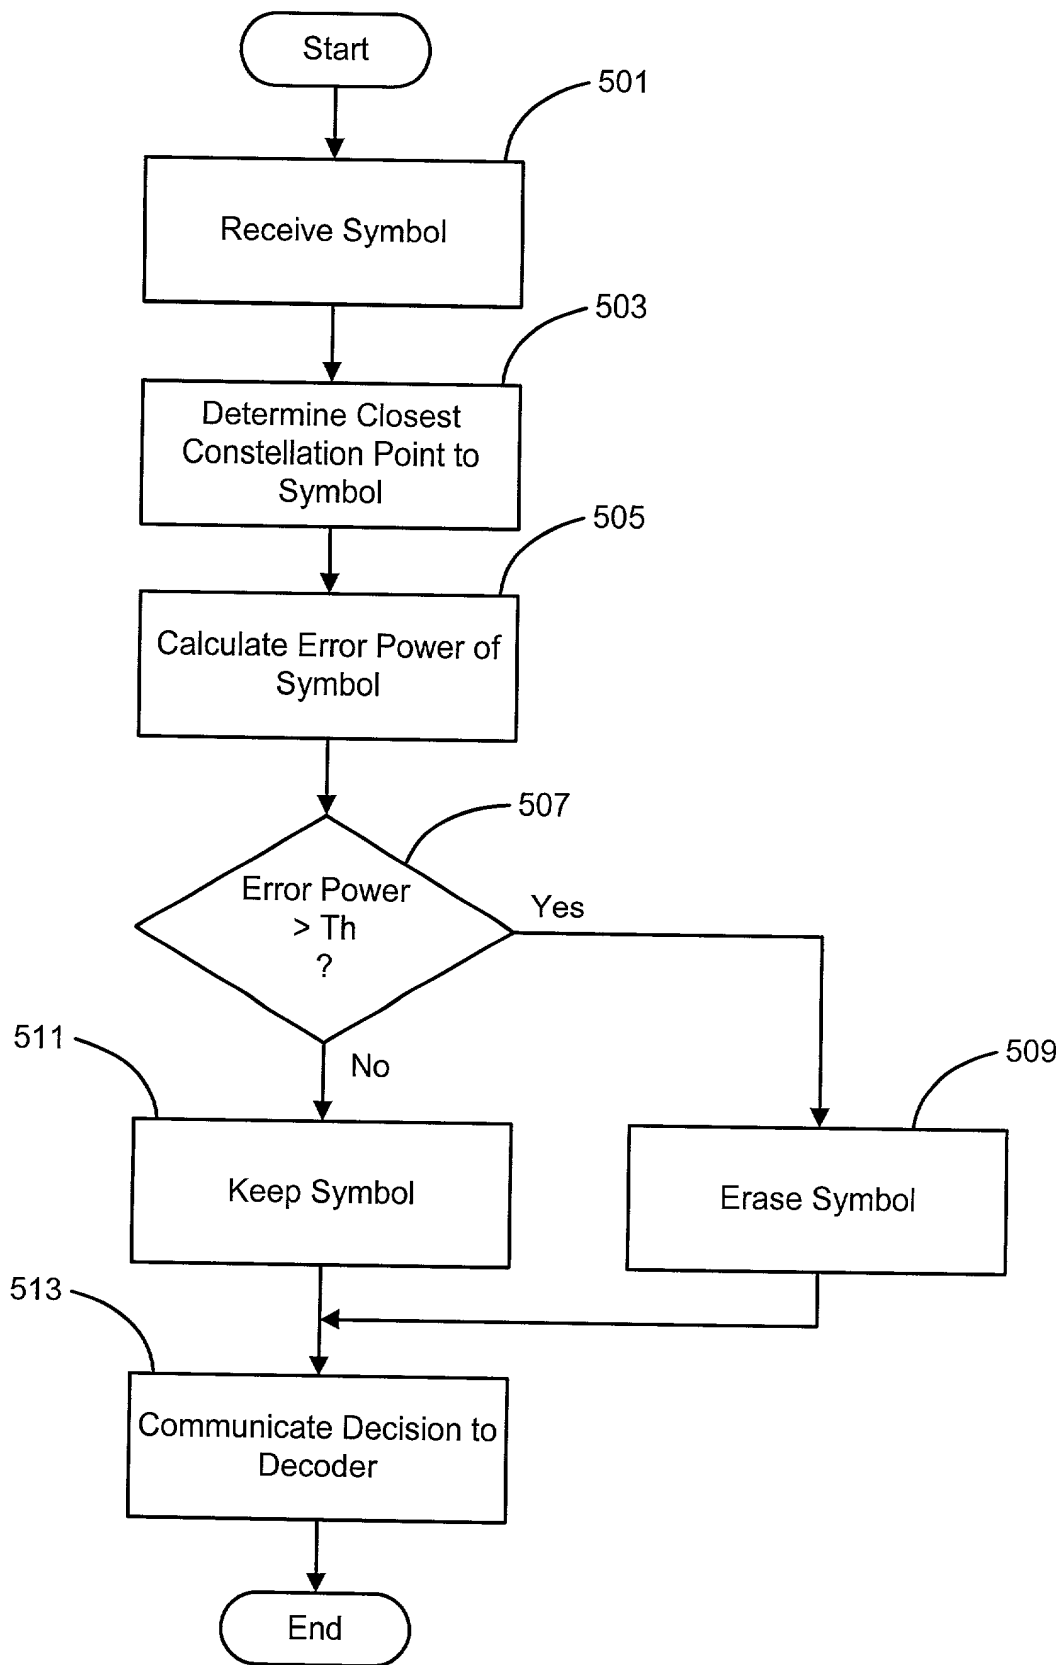 Start
501
Receive Symbol
503
Determine Closest
Constellation Point to
Symbol
505
Calculate Error Power of
Symbol
507
Error Power
> Th
?
Yes
No
511
509
Keep Symbol
Erase Symbol
513
Communicate Decision to
Decoder
End